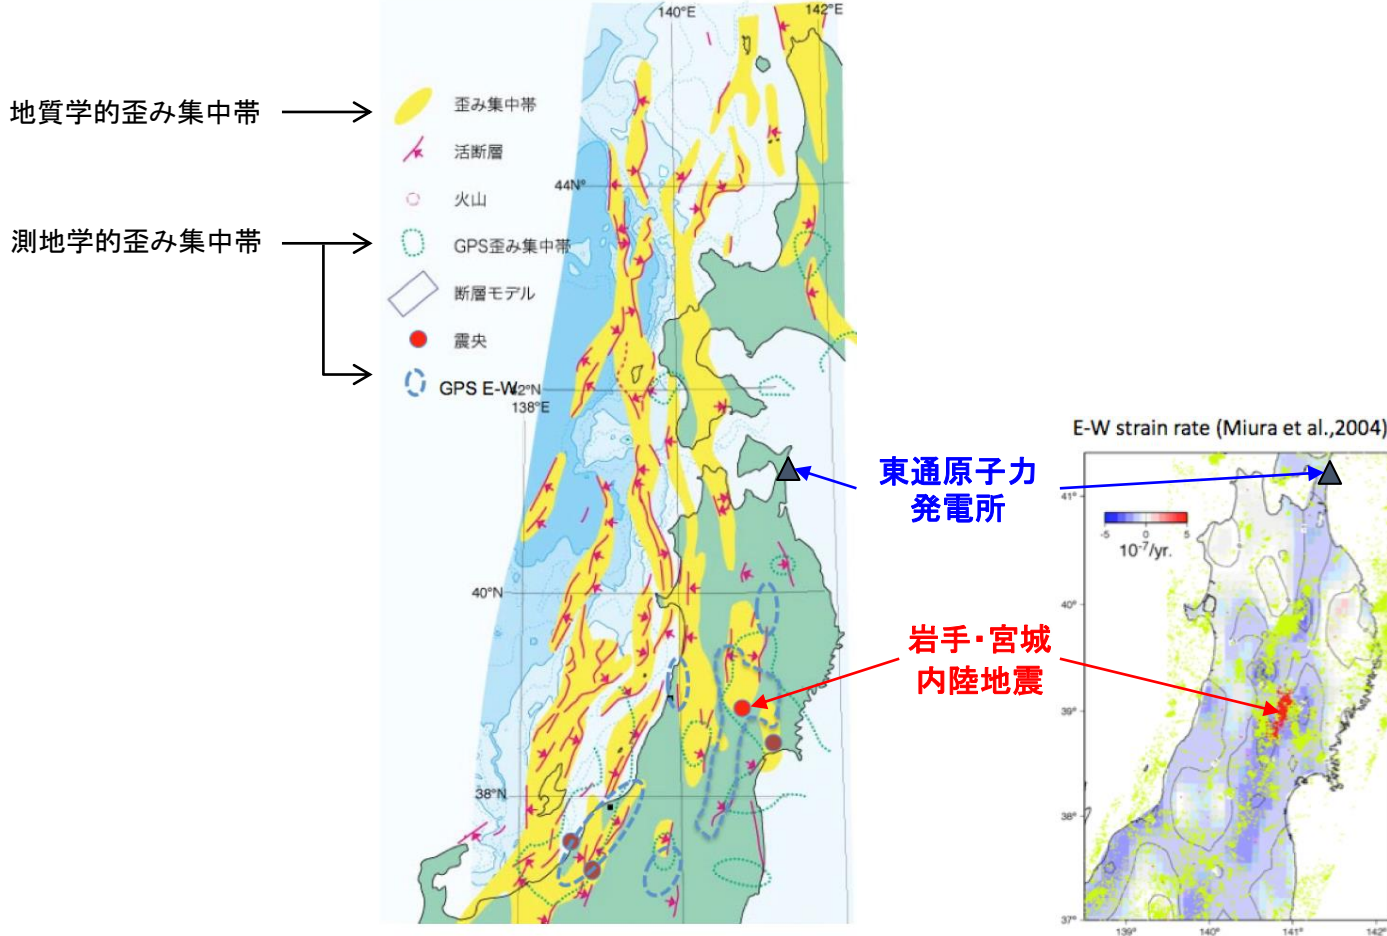 140°E
142°E
地質学的歪み集中帯
歪み集中帯
活断層
44N°
火山
測地学的歪み集中帯
GPS歪み集中帯
断層モデル
震央
GPS E-W
42°N
138°E
E-W strain rate (Miura et al.,2004)
東通原子力
発電所
41°
-5 0 5
10⁻⁷/yr.
40°N
40°
岩手・宮城
内陸地震
39°
38°N
38°
37°
139° 140° 141° 142°